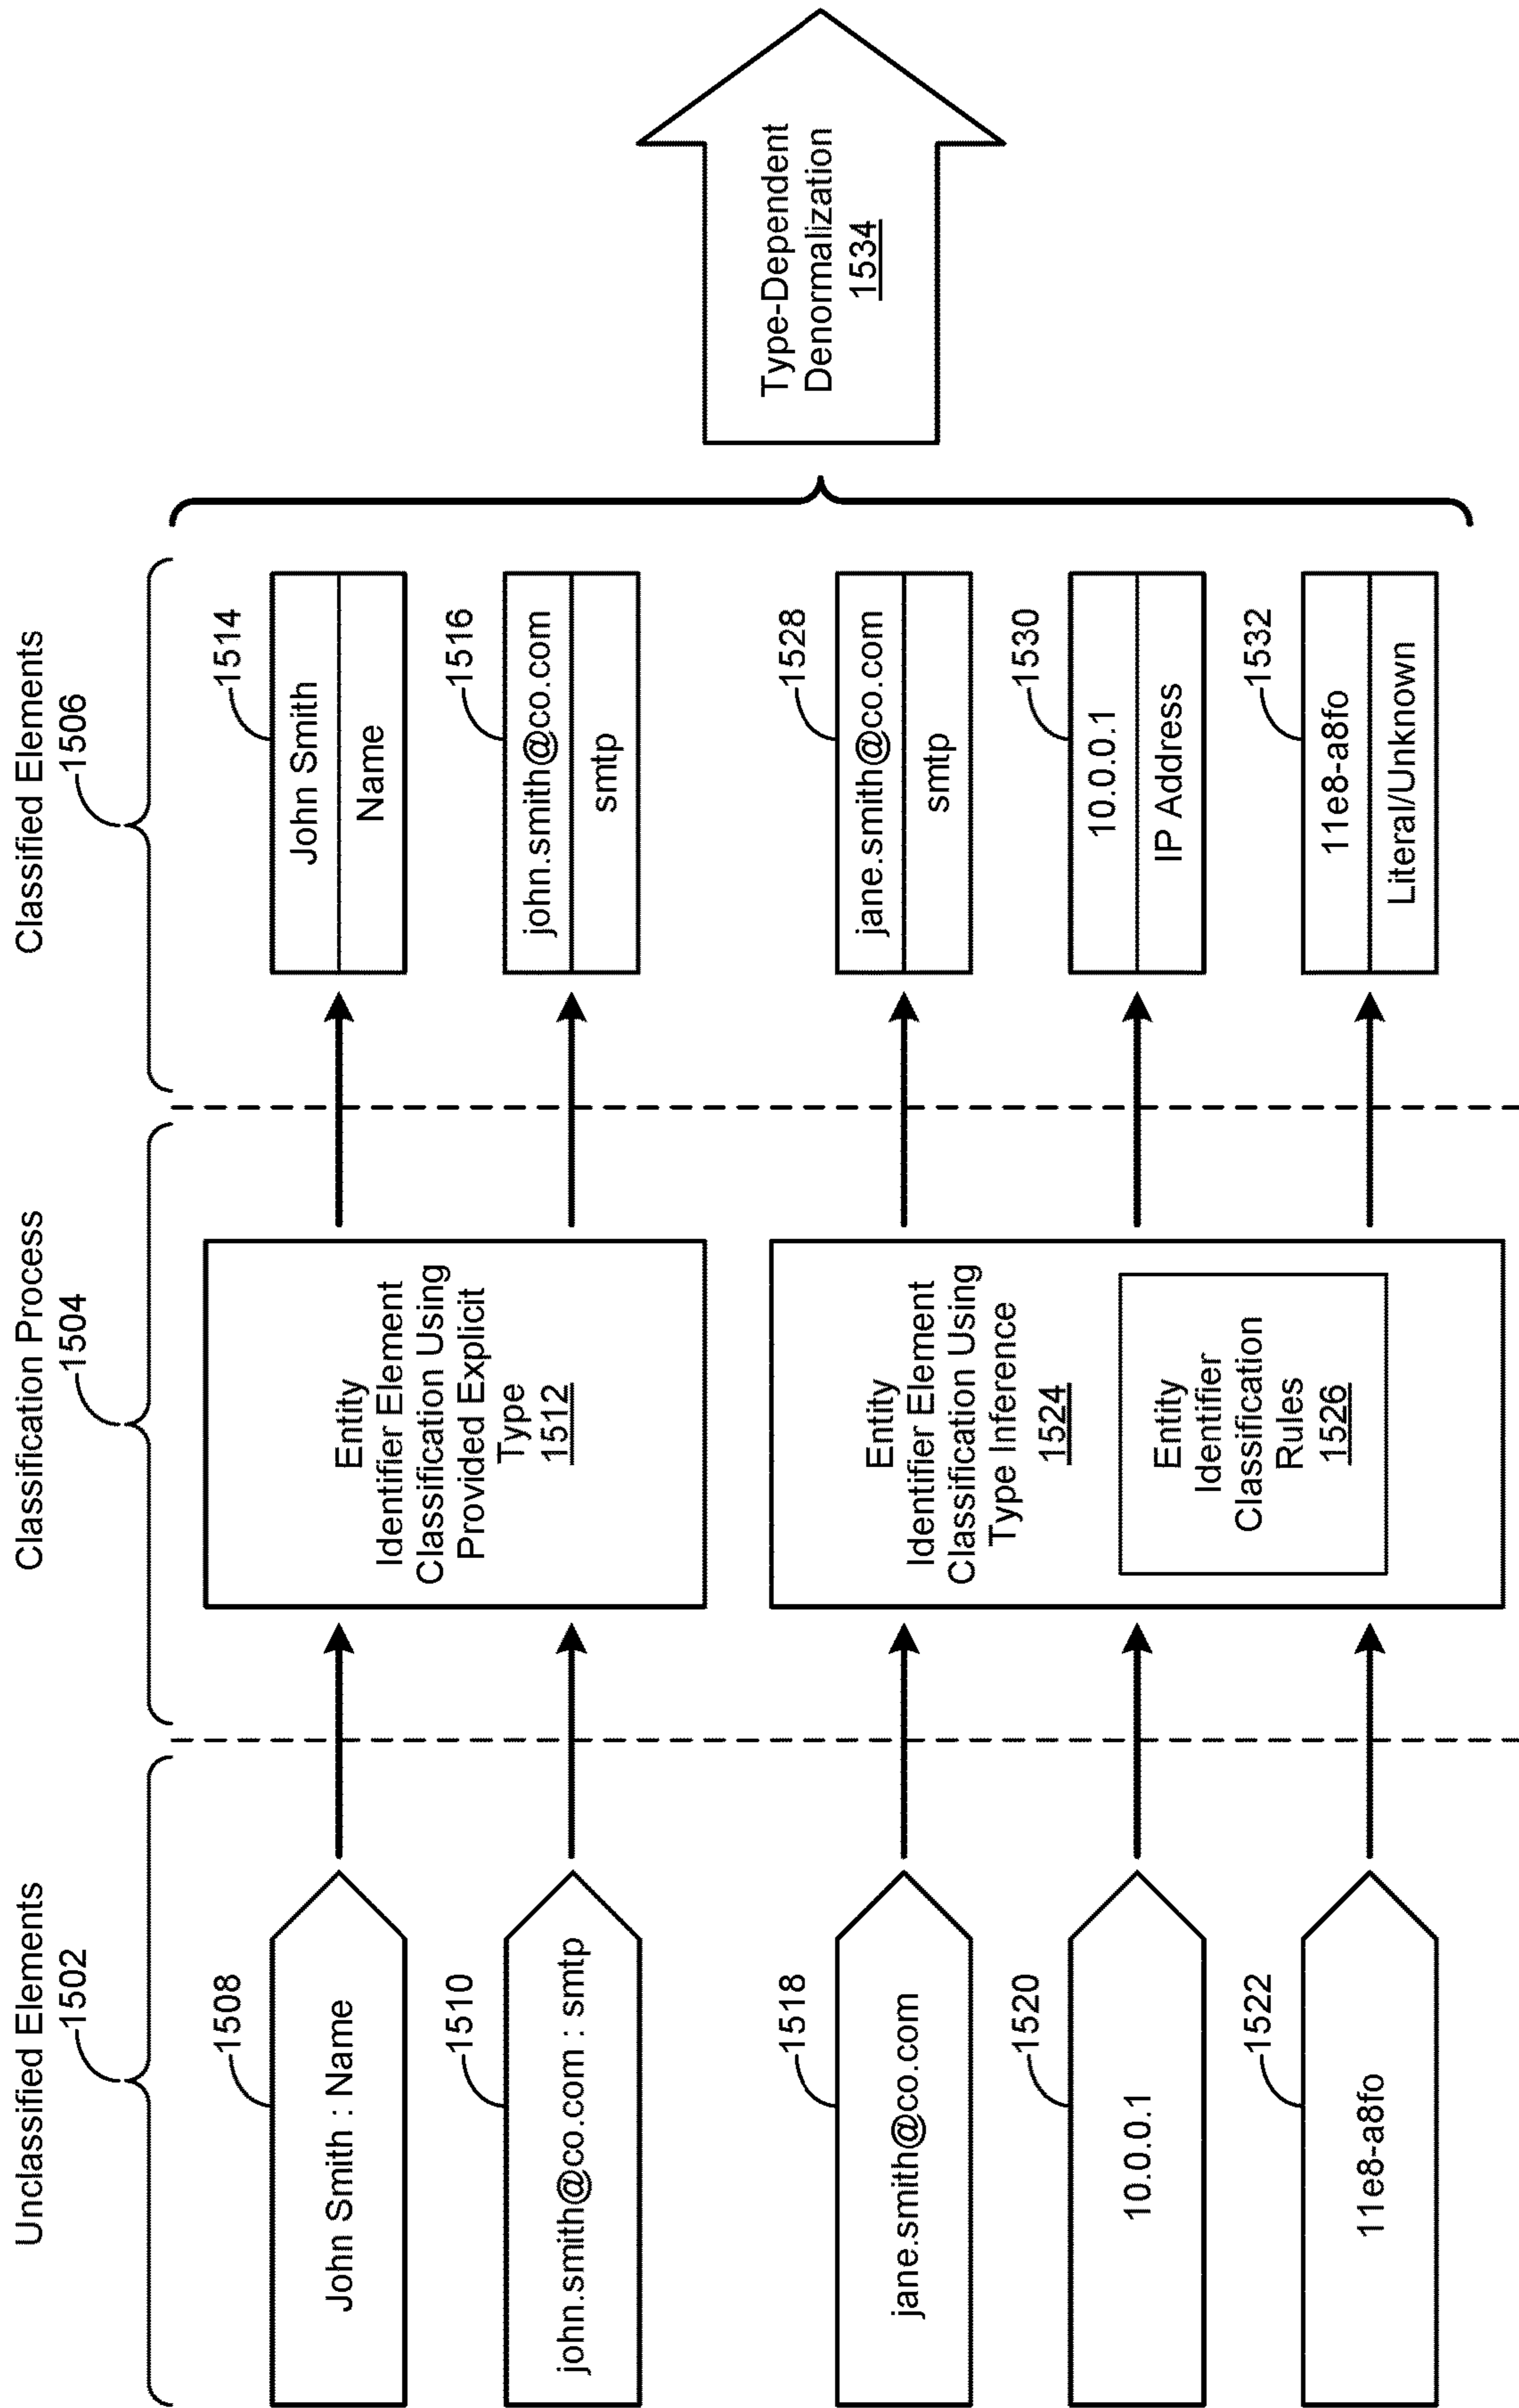 Unclassified Elements
1502
Classification Process
1504
Classified Elements
1506
1508
John Smith : Name
1510
john.smith@co.com : smtp
1518
jane.smith@co.com
1520
10.0.0.1
1522
11e8-a8fo
Entity
Identifier Element
Classification Using
Provided Explicit
Type
1512
Entity
Identifier Element
Classification Using
Type Inference
1524
Entity
Identifier
Classification
Rules
1526
1514
John Smith
Name
1516
john.smith@co.com
smtp
1528
jane.smith@co.com
smtp
1530
10.0.0.1
IP Address
1532
11e8-a8fo
Literal/Unknown
Type-Dependent
Denormalization
1534